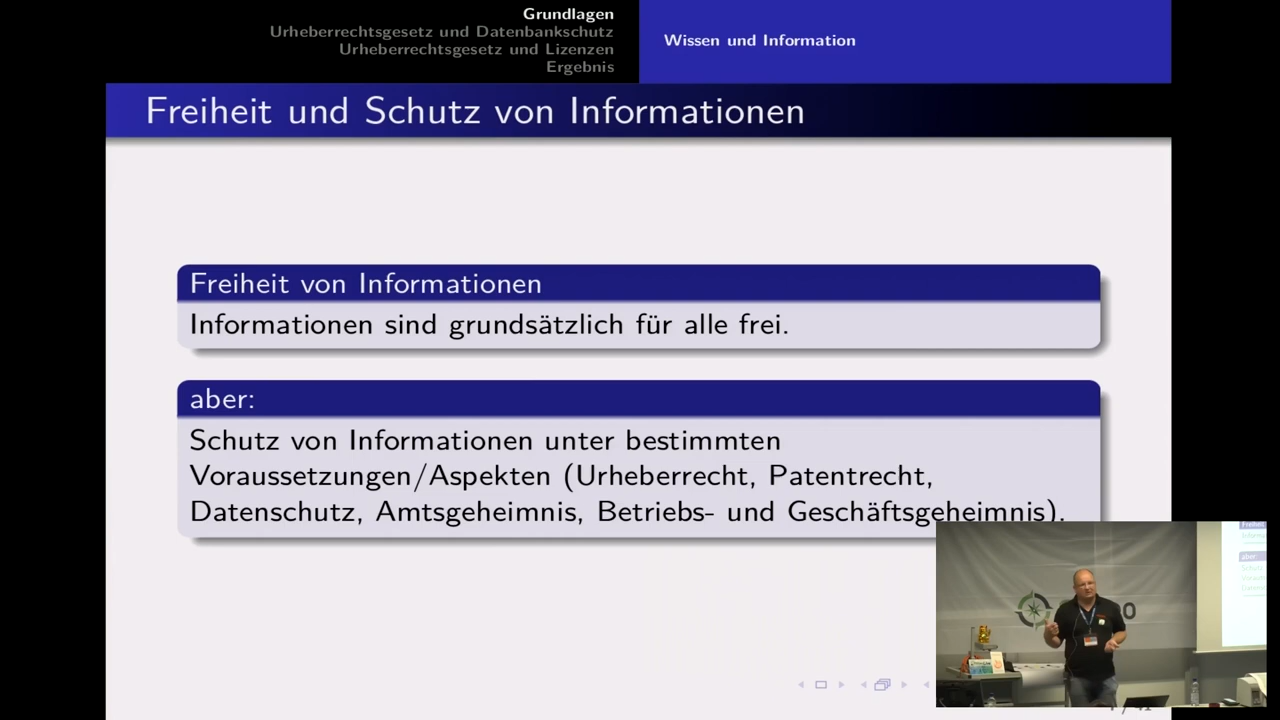 Grundlagen
Urheberrechtsgesetz und Datenbankschutz
Urheberrechtsgesetz und Lizenzen
Ergebnis
Wissen und Information
Freiheit und Schutz von Informationen
Freiheit von Informationen
Informationen sind grundsätzlich für alle frei.
aber:
Schutz von Informationen unter bestimmten
Voraussetzungen/Aspekten (Urheberrecht, Patentrecht,
Datenschutz, Amtsgeheimnis, Betriebs- und Geschäftsgeheimnis).